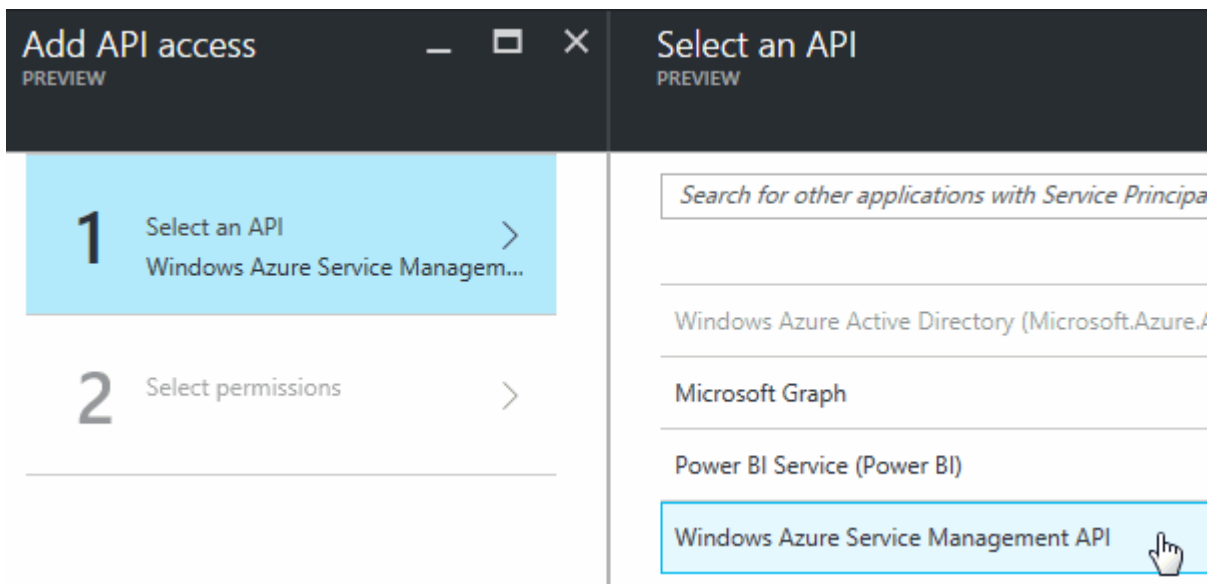 Add API access
PREVIEW
1
Select an API
Windows Azure Service Managem...
2
Select permissions
Select an API
PREVIEW
Search for other applications with Service Principa
Windows Azure Active Directory (Microsoft.Azure.A
Microsoft Graph
Power BI Service (Power BI)
Windows Azure Service Management API